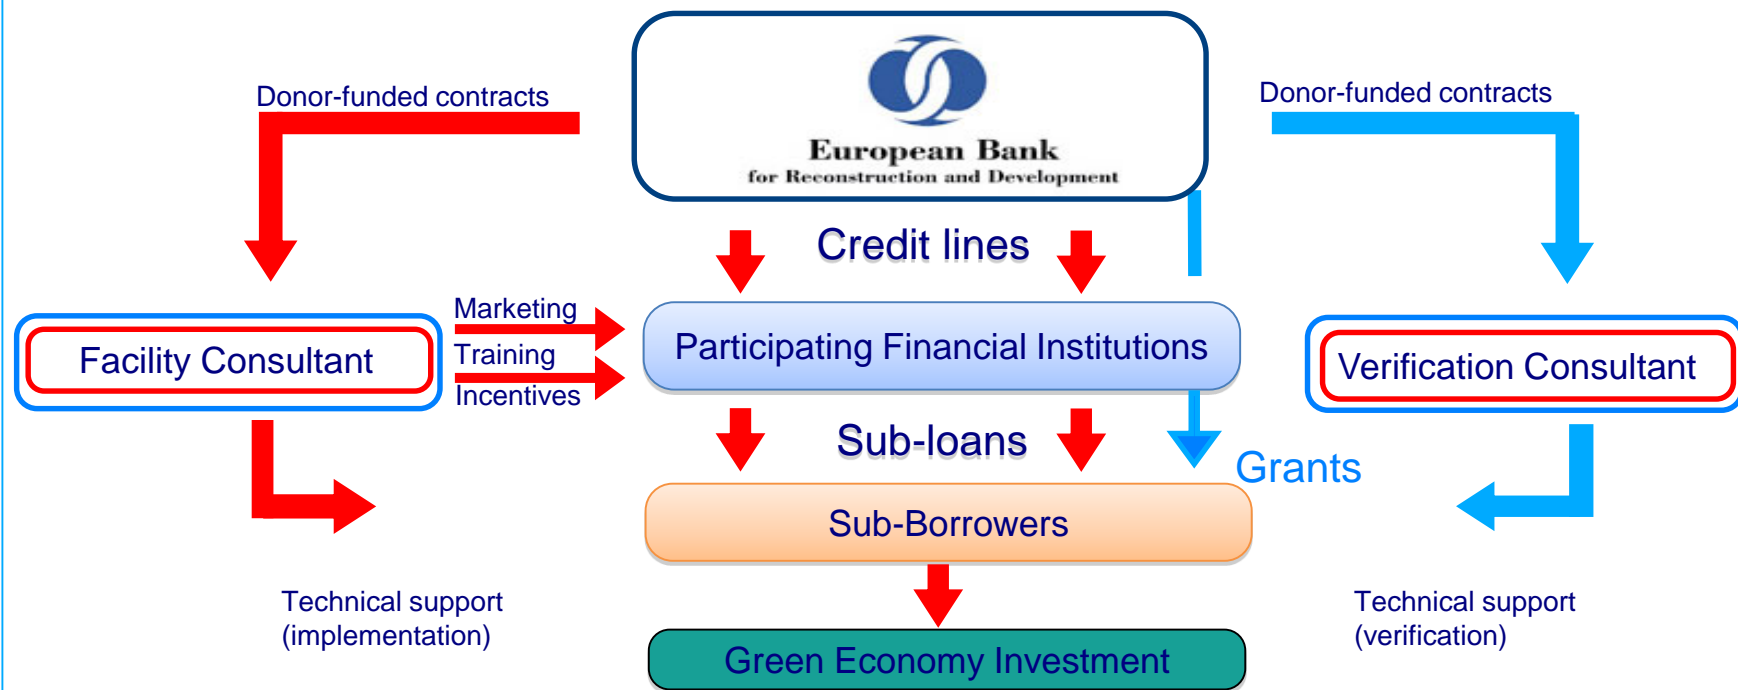 Donor-funded contracts
Donor-funded contracts
European Bank
for Reconstruction and Development
Credit lines
Marketing
Training
Incentives
Facility Consultant
Participating Financial Institutions
Verification Consultant
Sub-loans
Grants
Sub-Borrowers
Technical support
(implementation)
Technical support
(verification)
Green Economy Investment